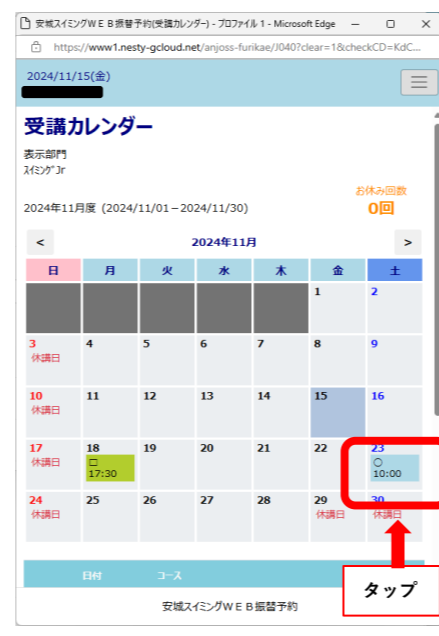 安城スイミングＷＥＢ振替予約(受講カレンダー) - プロファイル 1 - Microsoft Edge
https://www1.nesty-gcloud.net/anjoss-furikae/J040?clear=1&checkCD=KdC...
2024/11/15(金)
受講カレンダー
表示部門
スイミングJr
お休み回数
2024年11月度 (2024/11/01－2024/11/30)
0回
< 2024年11月 >
日 月 火 水 木 金 土
1 2
3 4 5 6 7 8 9
休講日
10 11 12 13 14 15 16
休講日
17 18 19 20 21 22 23
休講日 □ ○
17:30 10:00
24 25 26 27 28 29 30
休講日 休講日 休講日
日付 コース
タップ
安城スイミングＷＥＢ振替予約